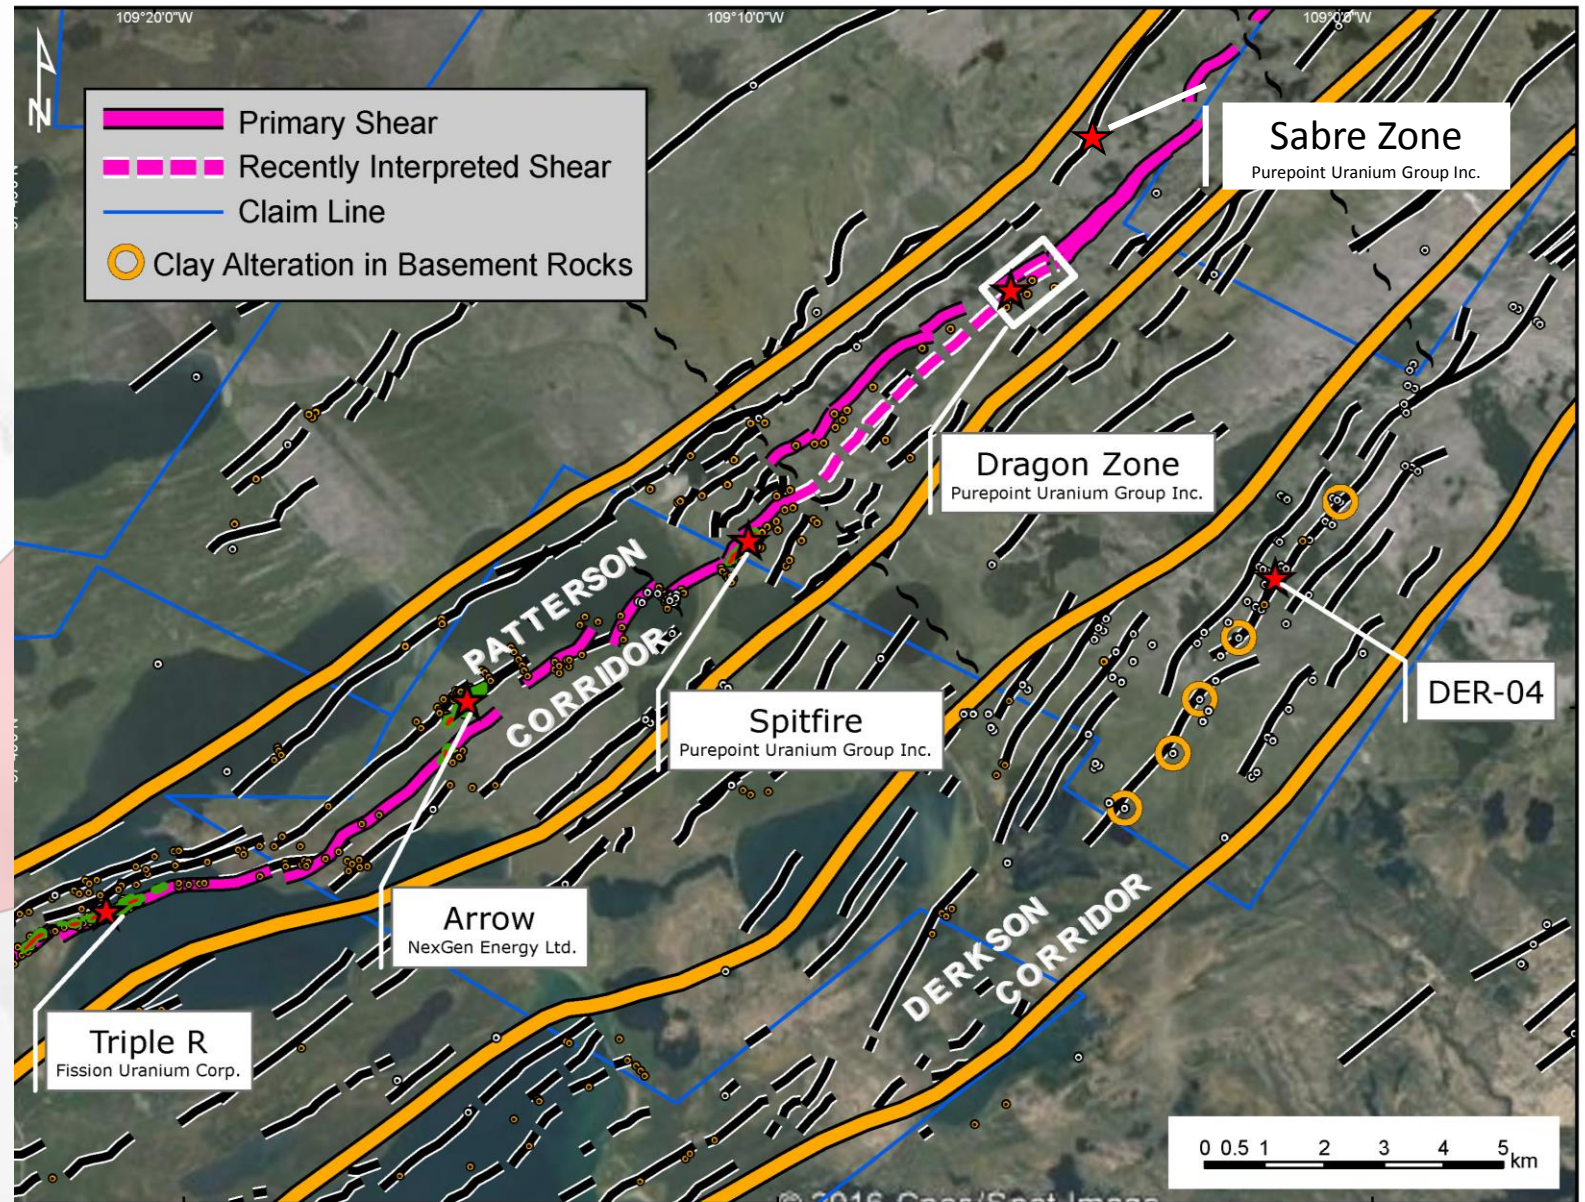 109°20'0"W
109°10'0"W
109°0'0"W
N
Primary Shear
Recently Interpreted Shear
Claim Line
Clay Alteration in Basement Rocks
Sabre Zone
Purepoint Uranium Group Inc.
Dragon Zone
Purepoint Uranium Group Inc.
PATTERSON
CORRIDOR
Spitfire
Purepoint Uranium Group Inc.
DER-04
Arrow
NexGen Energy Ltd.
DERKSON
CORRIDOR
Triple R
Fission Uranium Corp.
0 0.5 1 2 3 4 5 km